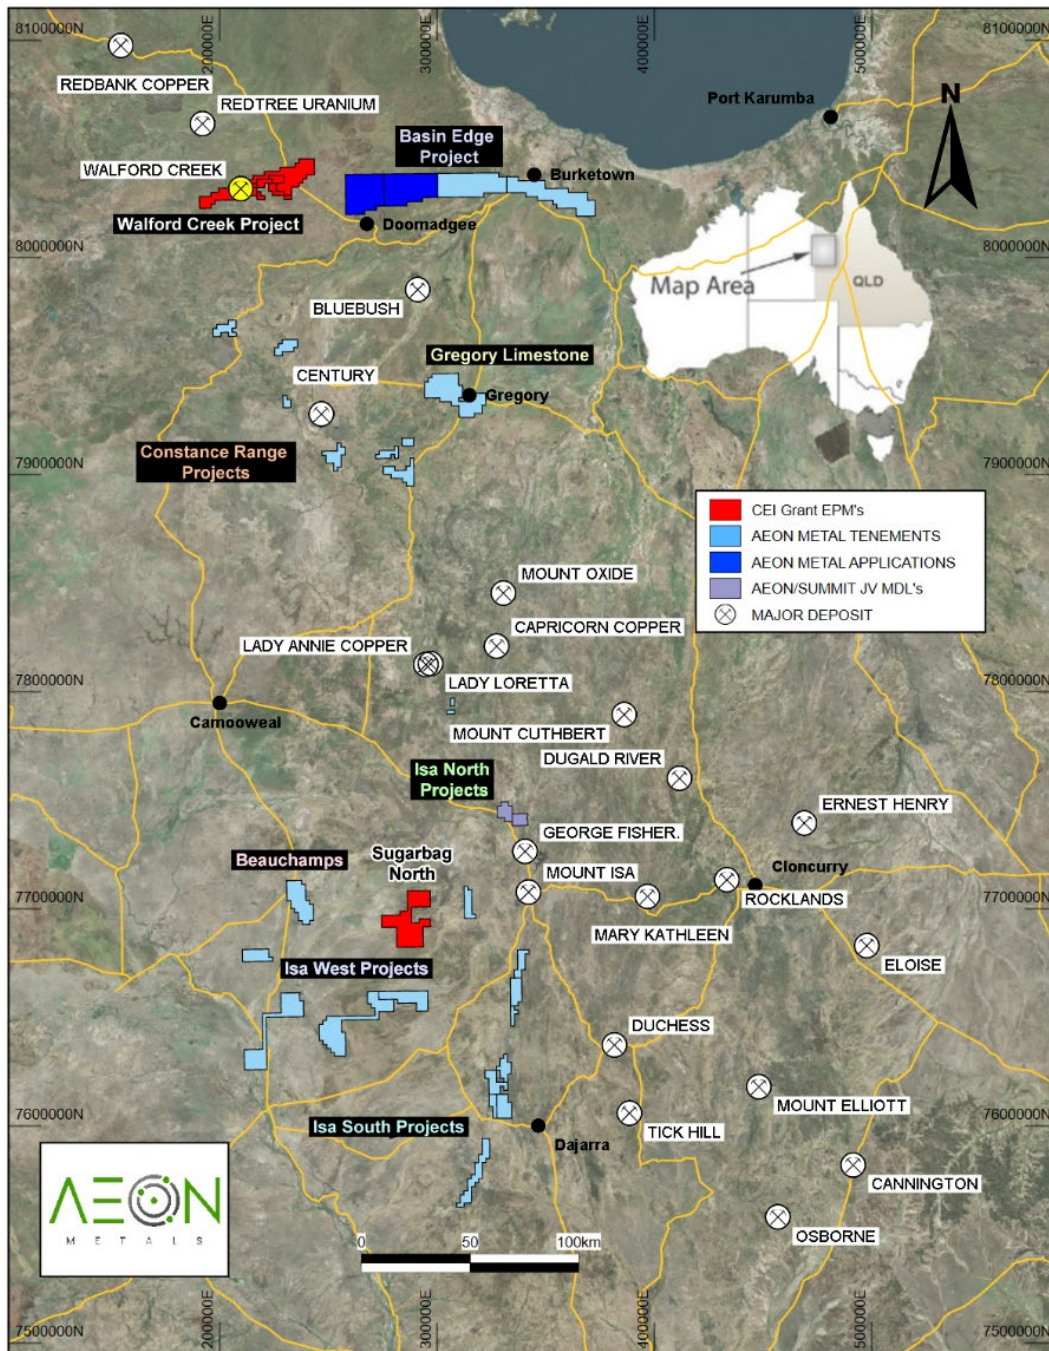 8100000N
200000E
300000E
400000E
500000E
8100000N
REDBANK COPPER
REDTREE URANIUM
Port Karumba
N
Basin Edge
Project
WALFORD CREEK
Burketown
Walford Creek Project
Doomadgee
8000000N
8000000N
Map Area
QLD
BLUEBUSH
Gregory Limestone
CENTURY
Gregory
Constance Range
Projects
7900000N
7900000N
CEI Grant EPM's
AEON METAL TENEMENTS
AEON METAL APPLICATIONS
AEON/SUMMIT JV MDL's
MAJOR DEPOSIT
MOUNT OXIDE
CAPRICORN COPPER
LADY ANNIE COPPER
LADY LORETTA
7800000N
7800000N
Camooweal
MOUNT CUTHBERT
DUGALD RIVER
Isa North
Projects
ERNEST HENRY
GEORGE FISHER.
Beauchamps
Sugarbag
North
MOUNT ISA
Cloncurry
ROCKLANDS
7700000N
7700000N
MARY KATHLEEN
ELOISE
Isa West Projects
DUCHESS
MOUNT ELLIOTT
Isa South Projects
TICK HILL
7600000N
7600000N
Dajarra
CANNINGTON
AEON
METALS
OSBORNE
0 50 100km
200000E
300000E
400000E
500000E
7500000N
7500000N